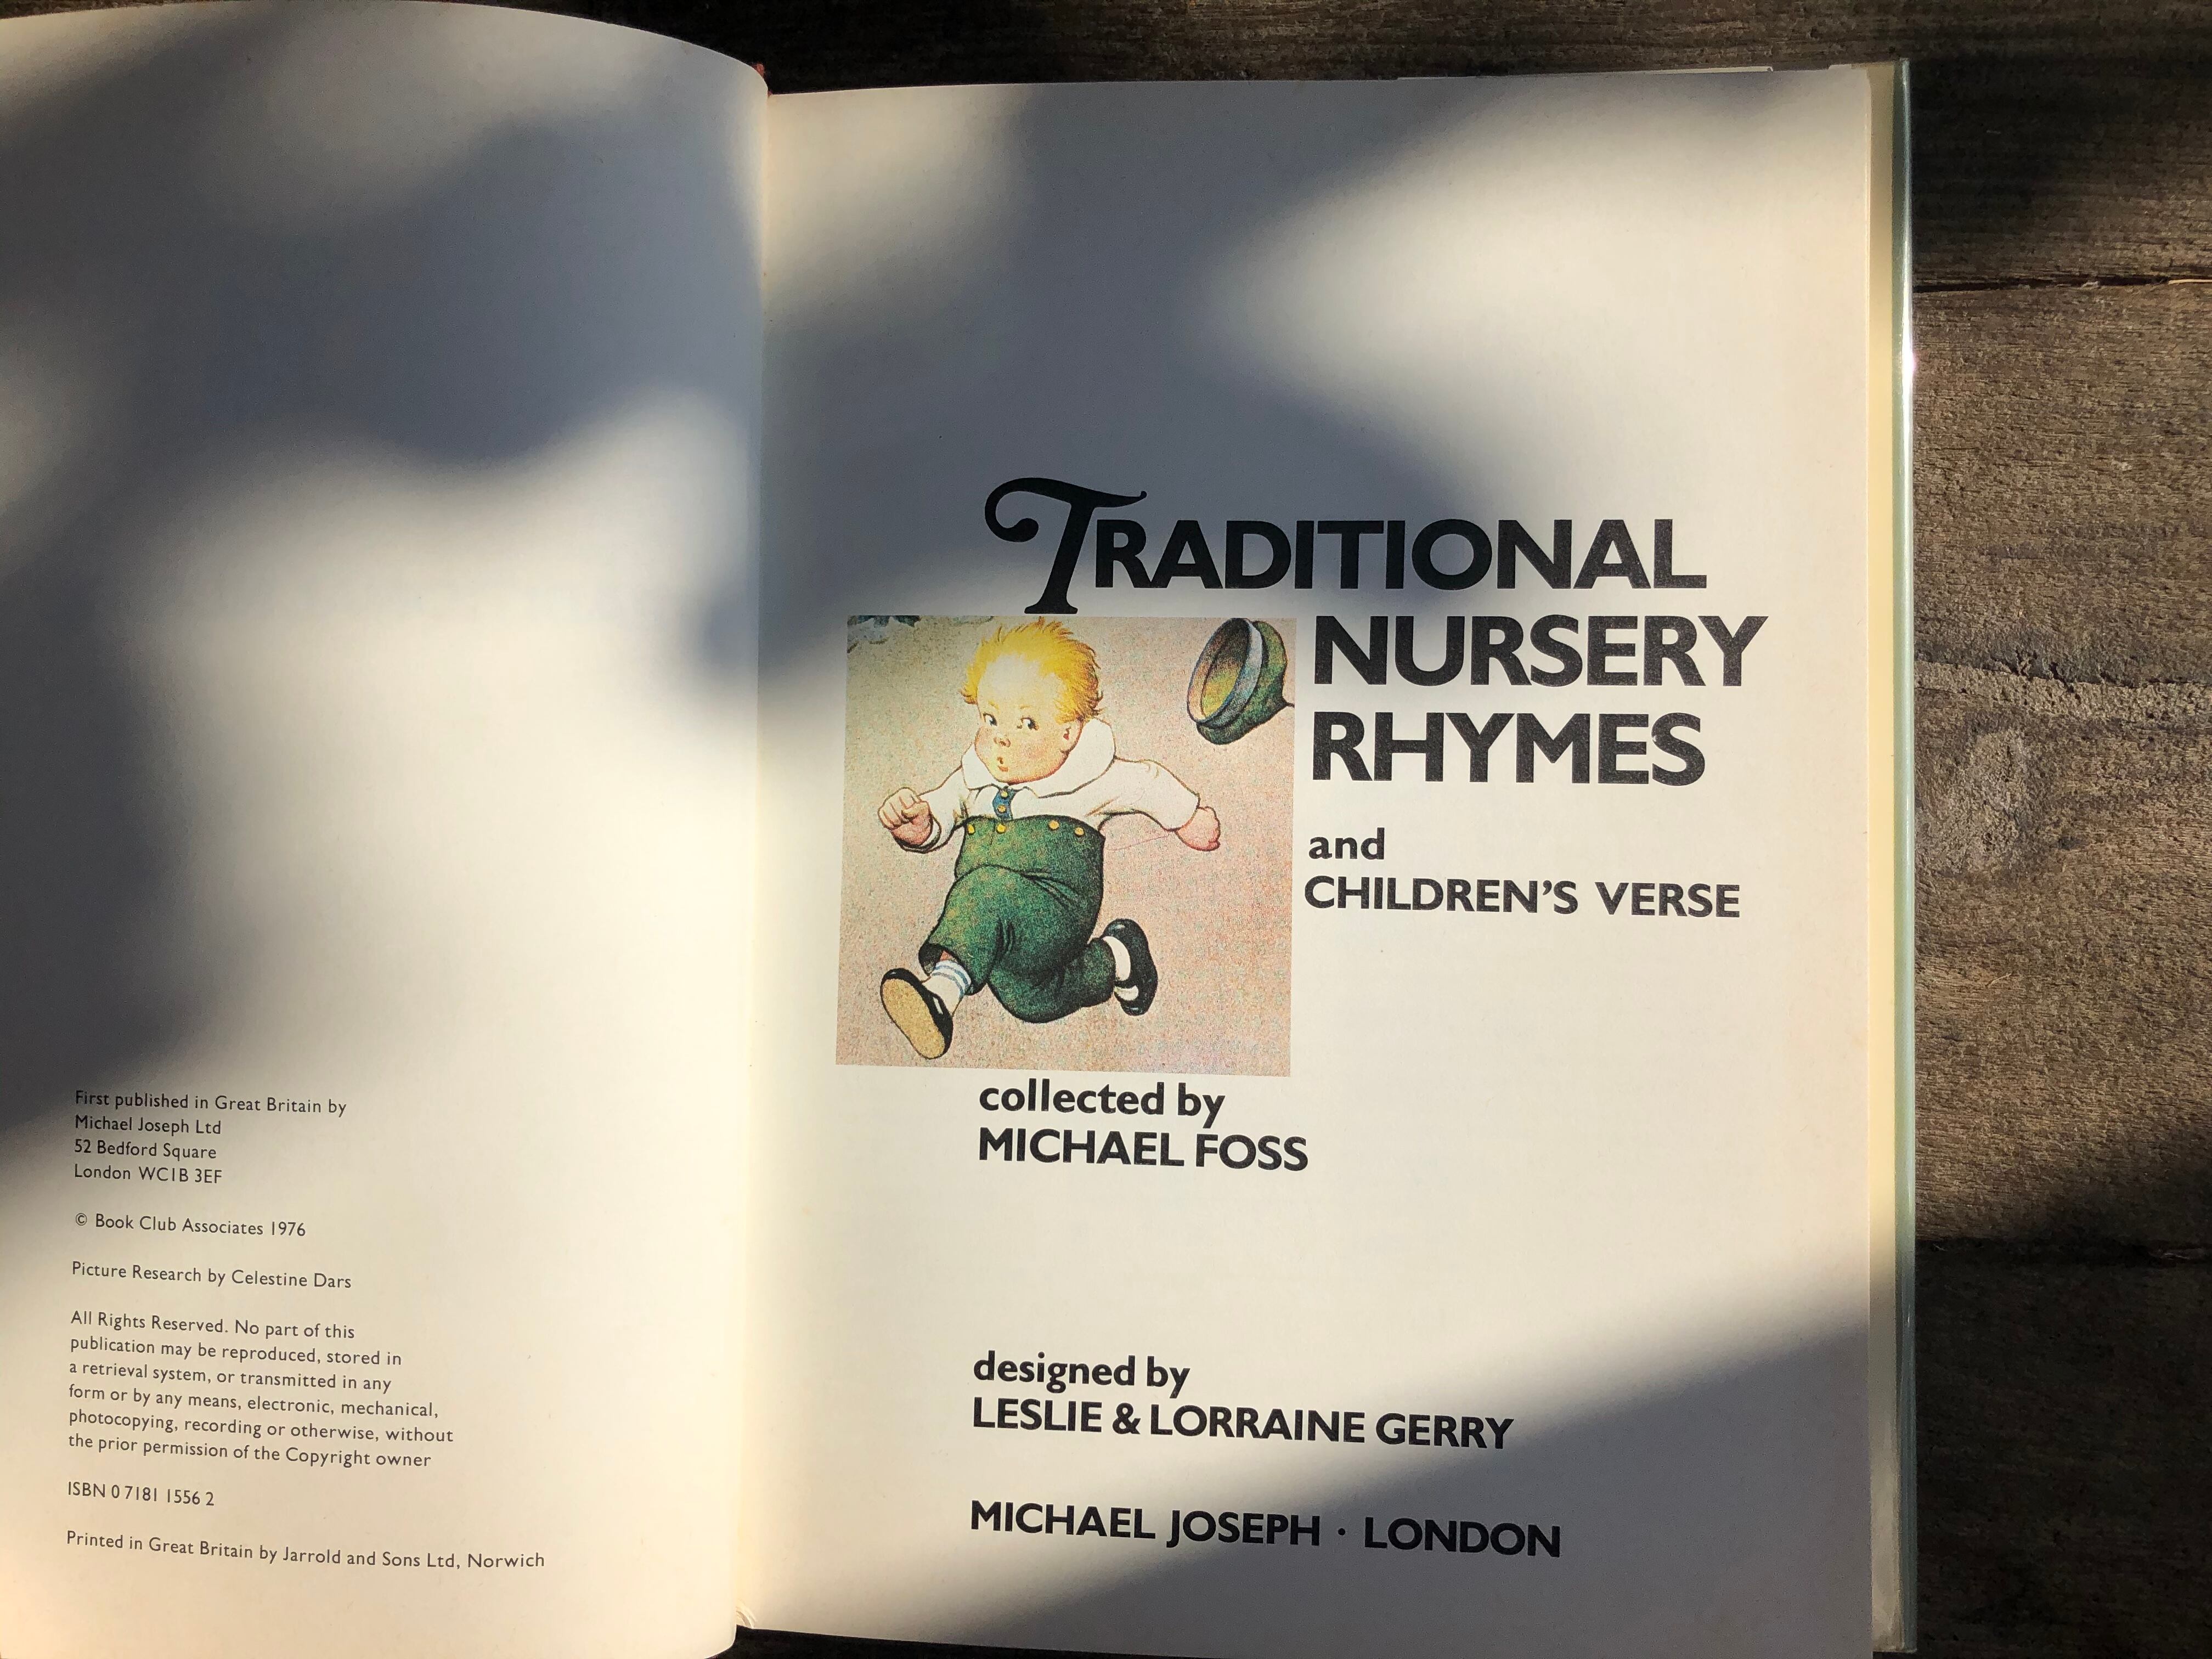 First published in Great Britain by
Michael Joseph Ltd
52 Bedford Square
London WC1B 3EF
© Book Club Associates 1976
Picture Research by Celestine Dars
All Rights Reserved. No part of this
publication may be reproduced, stored in
a retrieval system, or transmitted in any
form or by any means, electronic, mechanical,
photocopying, recording or otherwise, without
the prior permission of the Copyright owner
ISBN 0 7181 1556 2
Printed in Great Britain by Jarrold and Sons Ltd, Norwich
TRADITIONAL
NURSERY
RHYMES
and
CHILDREN'S VERSE
collected by
MICHAEL FOSS
designed by
LESLIE & LORRAINE GERRY
MICHAEL JOSEPH · LONDON